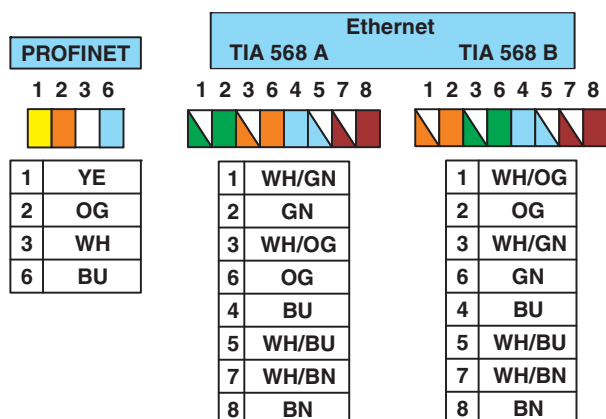 PROFINET
1 2 3 6
1 YE
2 OG
3 WH
6 BU
Ethernet
TIA 568 A TIA 568 B
1 2 3 6 4 5 7 8
1 WH/GN
2 GN
3 WH/OG
6 OG
4 BU
5 WH/BU
7 WH/BN
8 BN
1 2 3 6 4 5 7 8
1 WH/OG
2 OG
3 WH/GN
6 GN
4 BU
5 WH/BU
7 WH/BN
8 BN